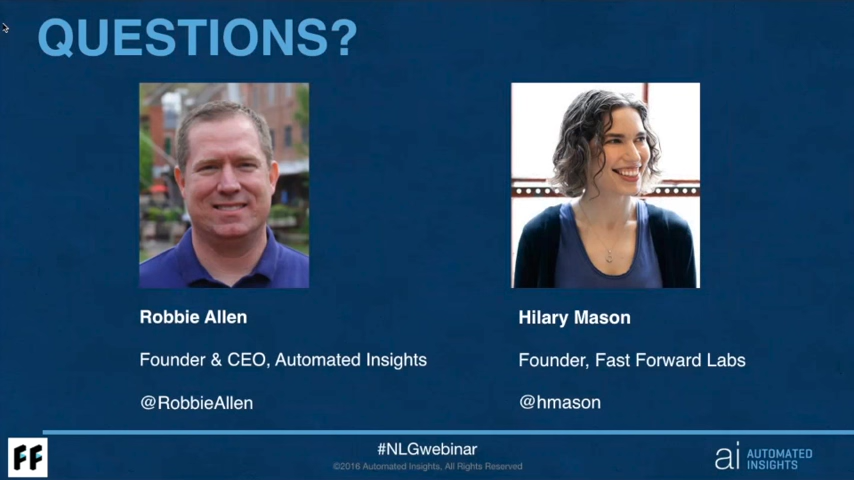 QUESTIONS?
Robbie Allen
Founder & CEO, Automated Insights
@RobbieAllen
Hilary Mason
Founder, Fast Forward Labs
@hmason
FF
#NLGwebinar
©2016 Automated Insights, All Rights Reserved
ai AUTOMATED
INSIGHTS